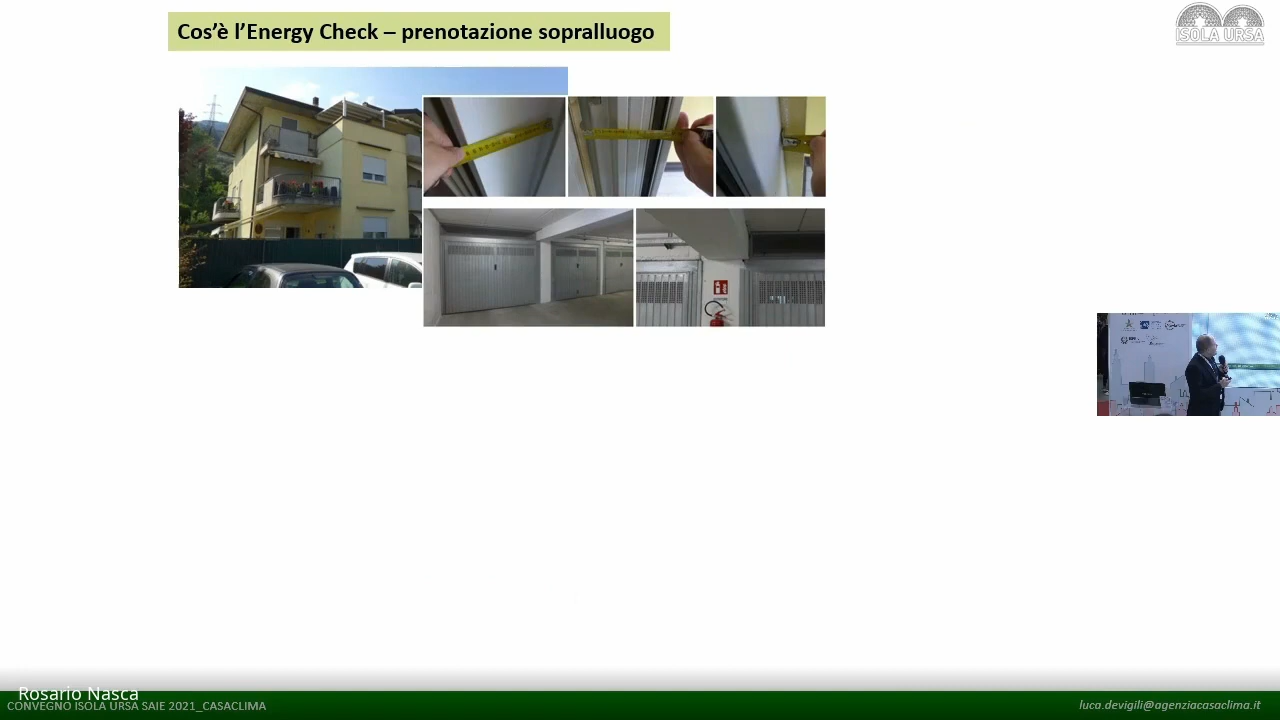 Cos’è l’Energy Check – prenotazione sopralluogo
ISOLA URSA
Rosario Nasca
CONVEGNO ISOLA URSA SAIE 2021_CASACLIMA
luca.devigili@agenziacasaclima.it